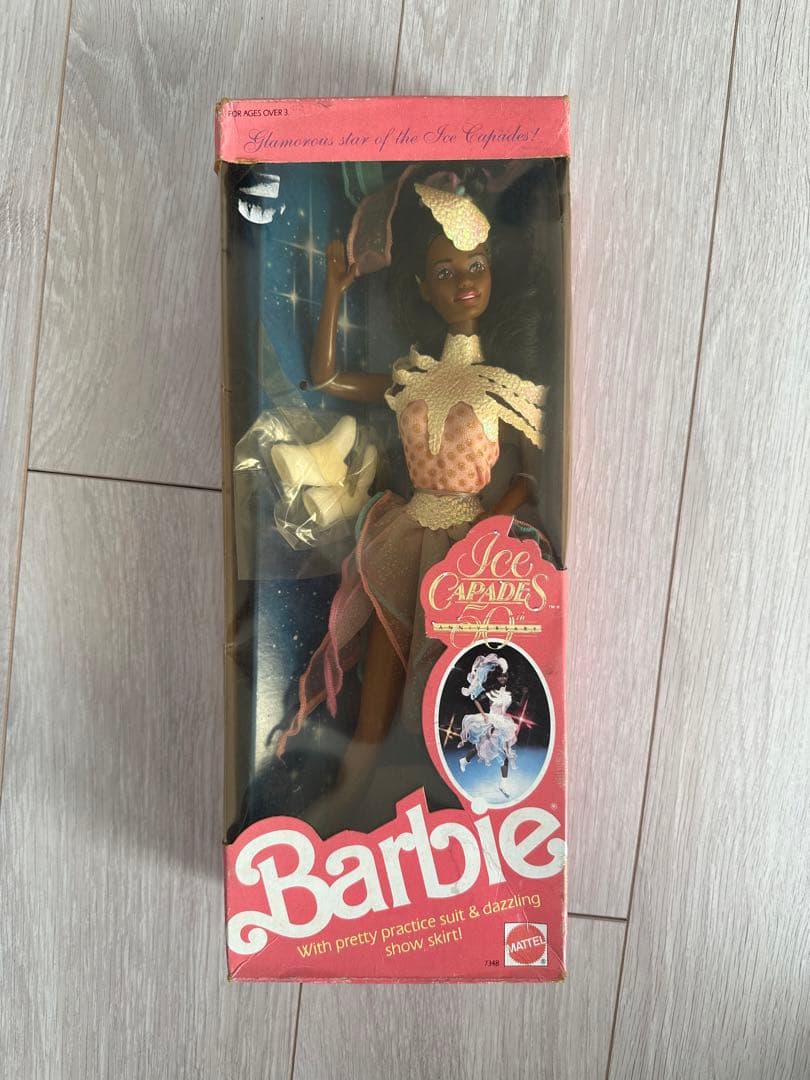 FOR AGES OVER 3.
Glamorous star of the Ice Capades!
Ice
CAPADES™
50th
ANNIVERSARY
Barbie®
With pretty practice suit & dazzling
show skirt!
7348
MATTEL
®